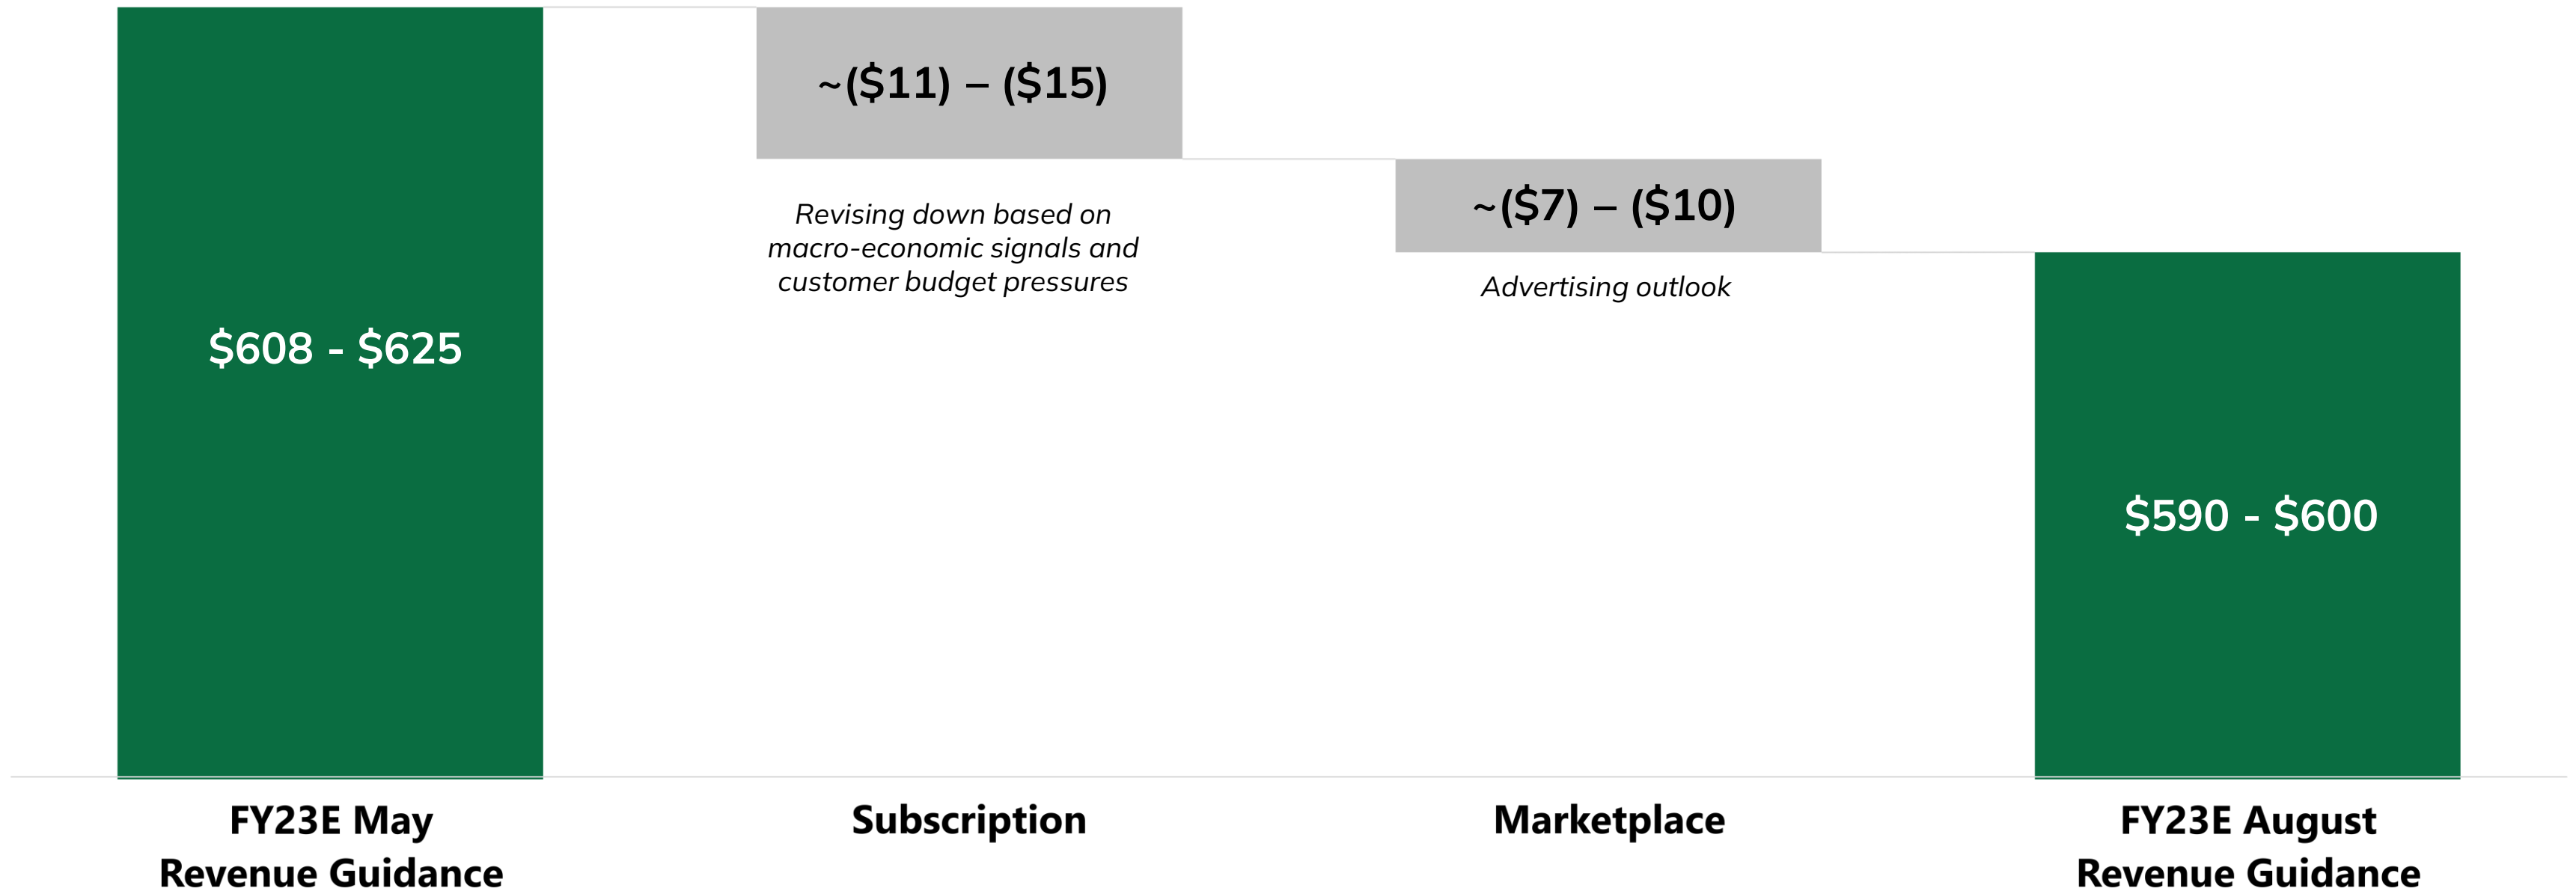 ~($11) – ($15)
~($7) – ($10)
Revising down based on
macro-economic signals and
customer budget pressures
Advertising outlook
$608 - $625
$590 - $600
FY23E May
Revenue Guidance
Subscription
Marketplace
FY23E August
Revenue Guidance